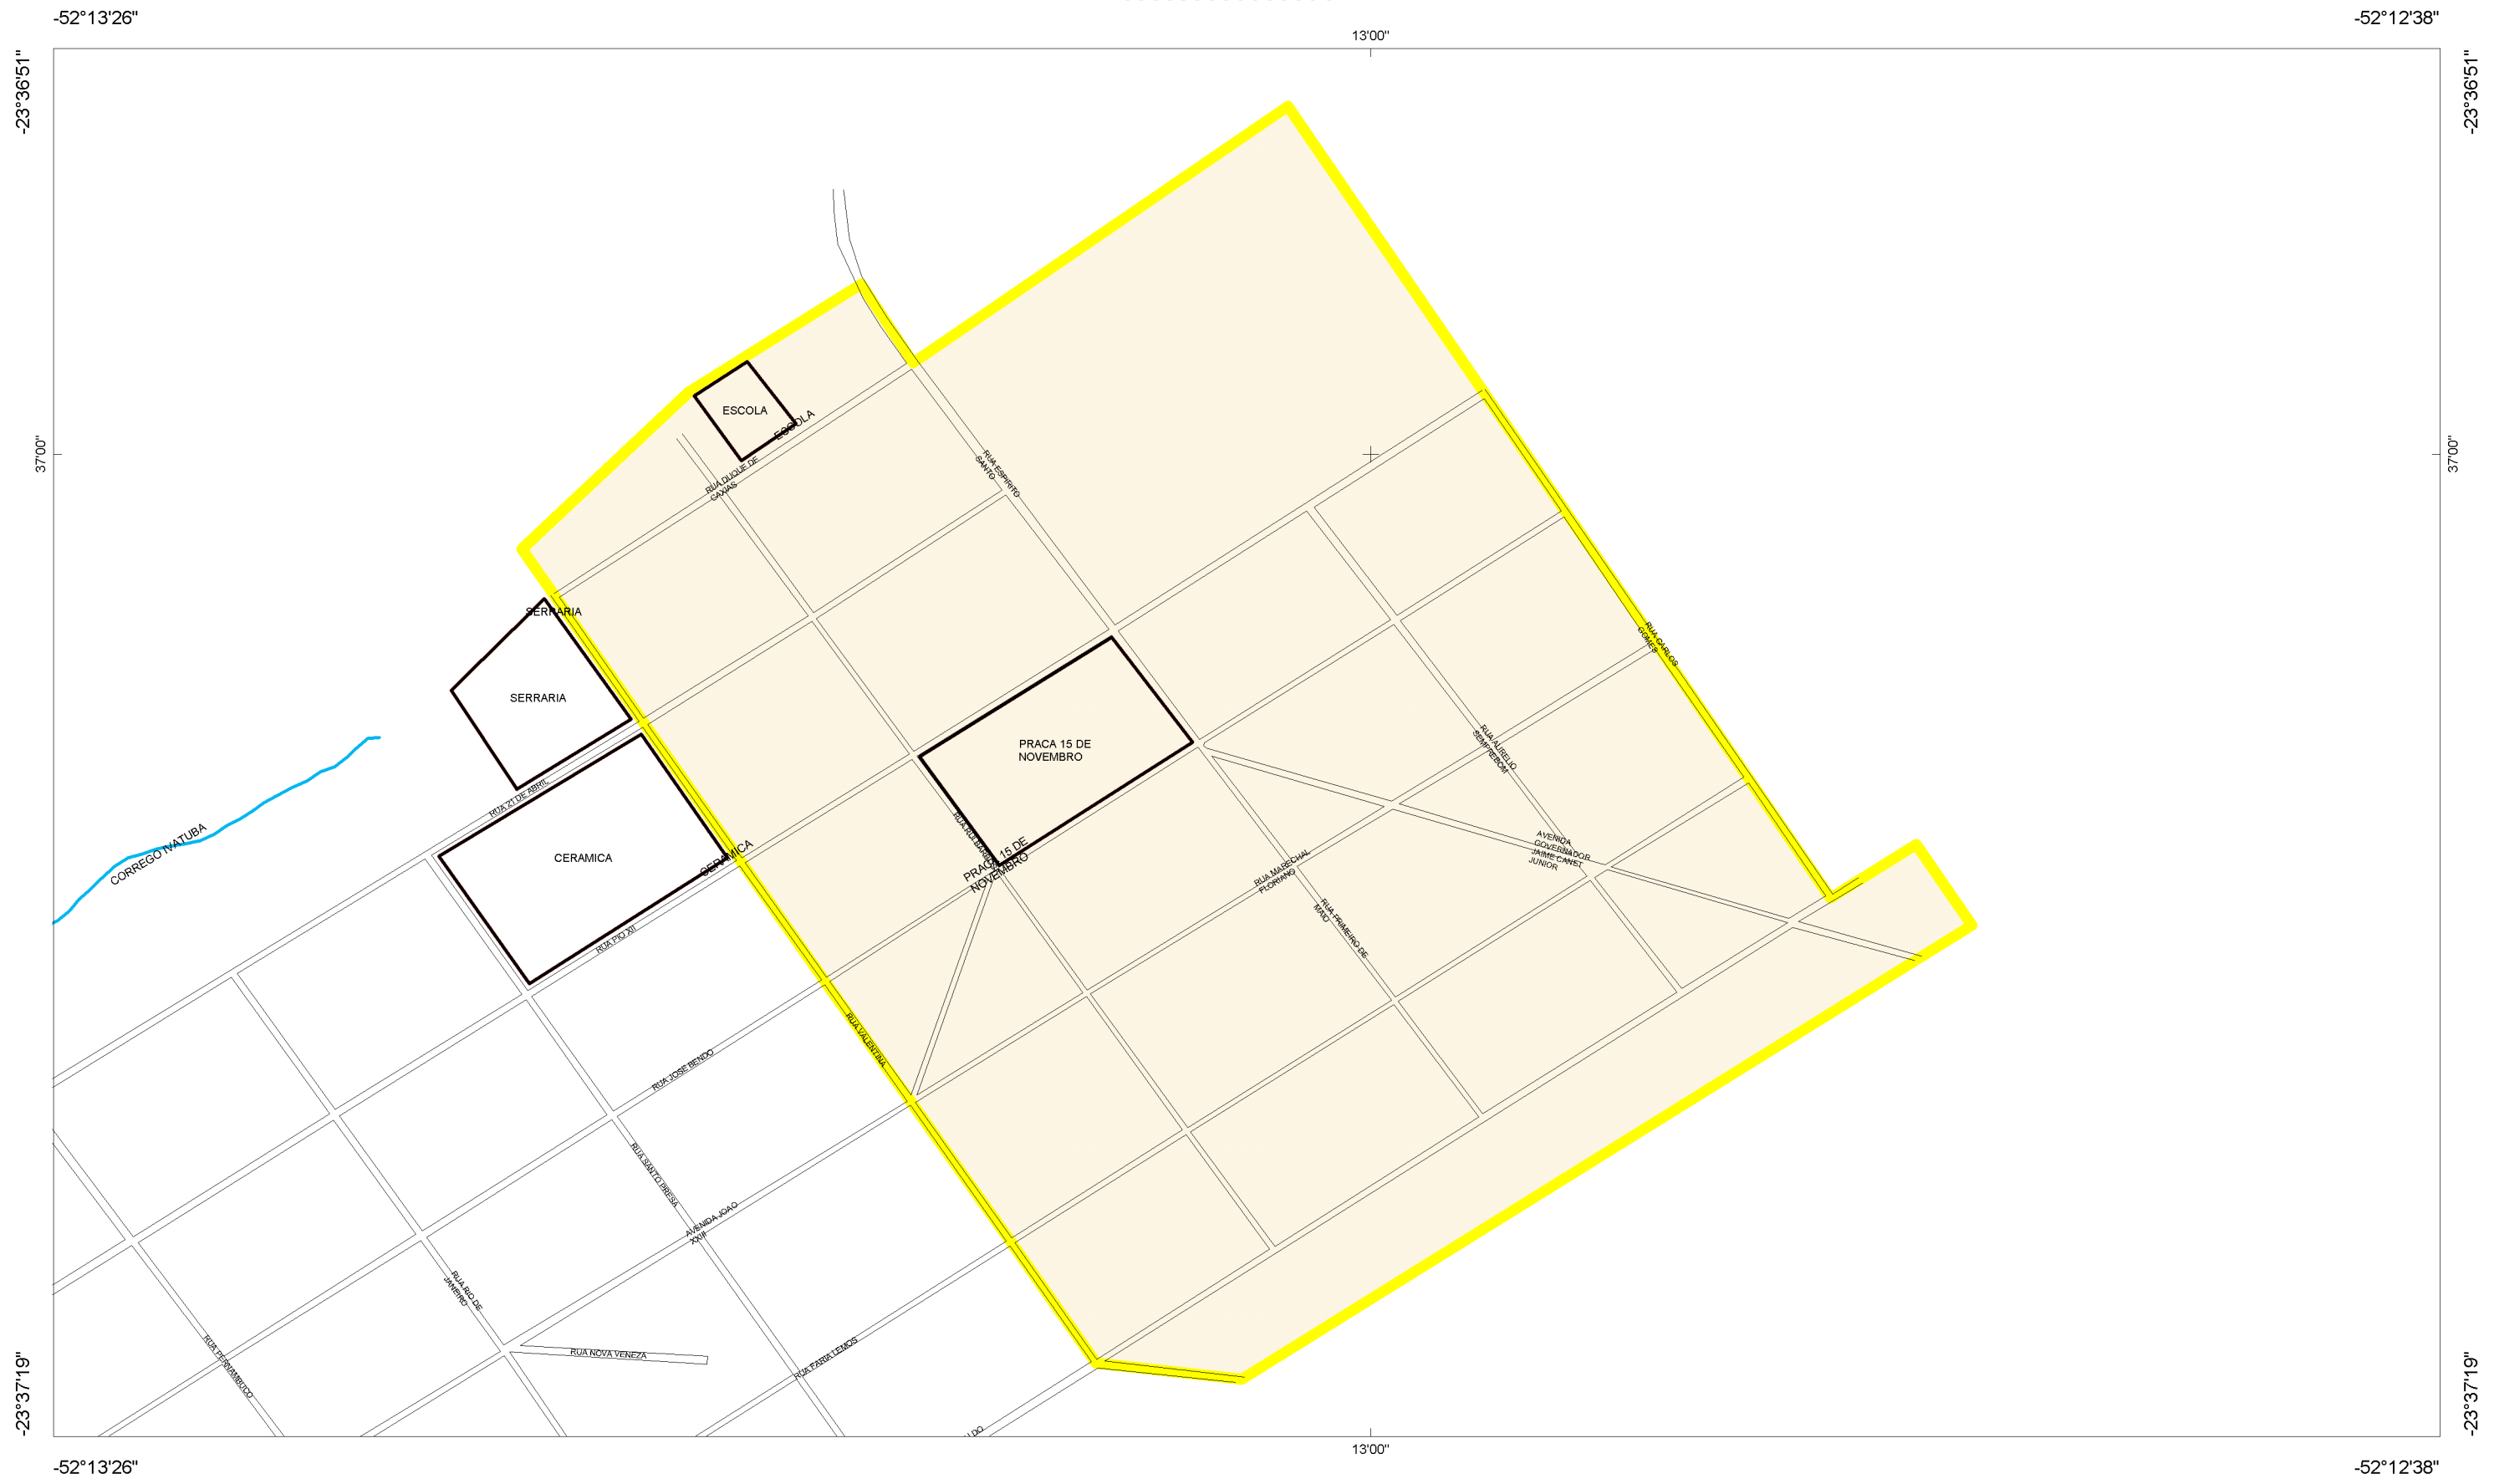 -52°13'26"
-52°12'38"
13'00"
-23°36'51"
-23°36'51"
ESCOLA
ESCOLA
37'00"
37'00"
RUA DUQUE DE
CAXIAS
RUA ESPIRITO
SANTO
SERRARIA
SERRARIA
RUA CARLOS
GOMES
PRACA 15 DE
NOVEMBRO
RUA AURELIO
SEMPREBOM
RUA 21 DE ABRIL
CORREGO IVATUBA
CERAMICA
CERAMICA
RUA RUI
PRACA 15 DE
NOVEMBRO
RUA MARECHAL
FLORIANO
AVENIDA
GOVERNADOR
JAIME CANET
JUNIOR
RUA PIO XII
RUA PRIMEIRO DE
MAIO
RUA VALENTINA
RUA JOSE BENDO
RUA SANTO PRESA
AVENIDA JOAO
XXIII
RUA RIO DE
JANEIRO
RUA NOVA VENEZA
RUA PERNAMBUCO
RUA FARIA LEMOS
-23°37'19"
-23°37'19"
13'00"
-52°13'26"
-52°12'38"